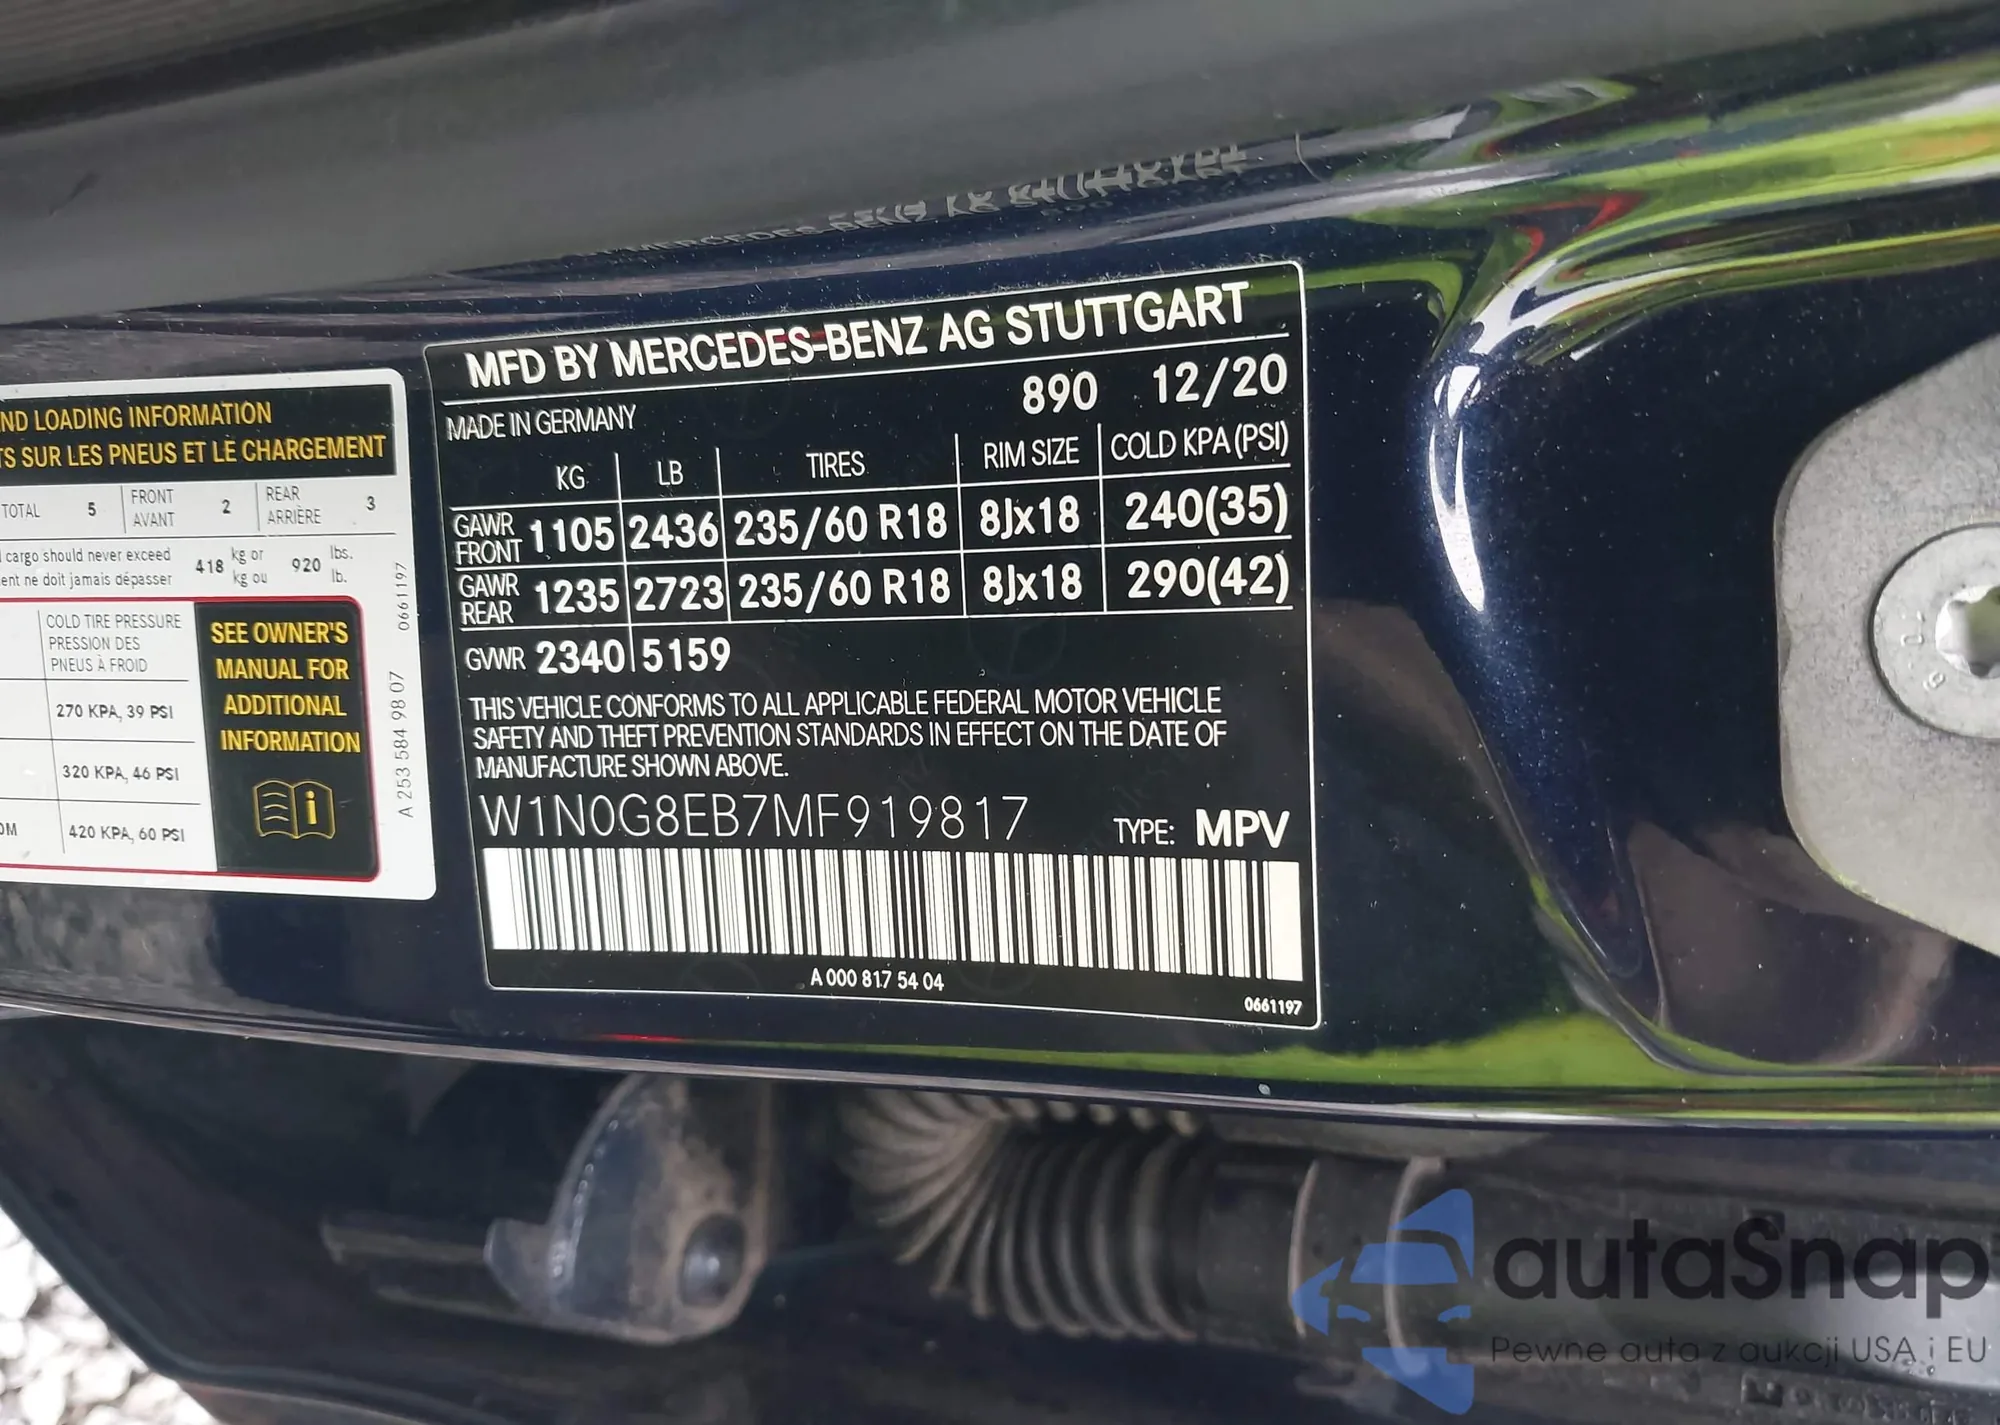 ND LOADING INFORMATION
TS SUR LES PNEUS ET LE CHARGEMENT
TOTAL 5 FRONT AVANT 2 REAR ARRIÈRE 3
cargo should never exceed 418 kg or 920 lbs.
ent ne doit jamais dépasser kg ou lb.
COLD TIRE PRESSURE
PRESSION DES
PNEUS À FROID
270 KPA, 39 PSI
320 KPA, 46 PSI
420 KPA, 60 PSI
SEE OWNER'S
MANUAL FOR
ADDITIONAL
INFORMATION
0661197
A 253 584 98 07
MFD BY MERCEDES-BENZ AG STUTTGART
890 12/20
MADE IN GERMANY
KG LB TIRES RIM SIZE COLD KPA(PSI)
GAWR FRONT 1105 2436 235/60 R18 8Jx18 240(35)
GAWR REAR 1235 2723 235/60 R18 8Jx18 290(42)
GVWR 2340 5159
THIS VEHICLE CONFORMS TO ALL APPLICABLE FEDERAL MOTOR VEHICLE
SAFETY AND THEFT PREVENTION STANDARDS IN EFFECT ON THE DATE OF
MANUFACTURE SHOWN ABOVE.
W1N0G8EB7MF919817 TYPE: MPV
A 000 817 54 04
0661197
autaSnap
Pewne auta z aukcji USA i EU